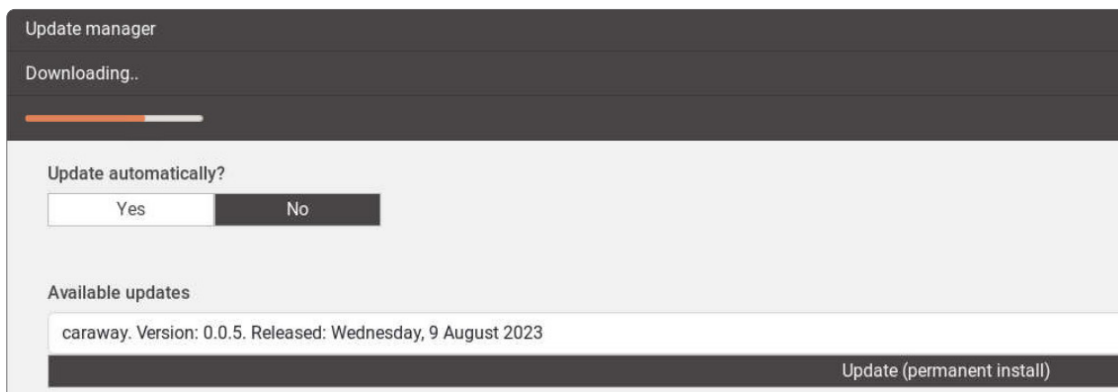 Update manager
Downloading..
Update automatically?
Yes No
Available updates
caraway. Version: 0.0.5. Released: Wednesday, 9 August 2023
Update (permanent install)